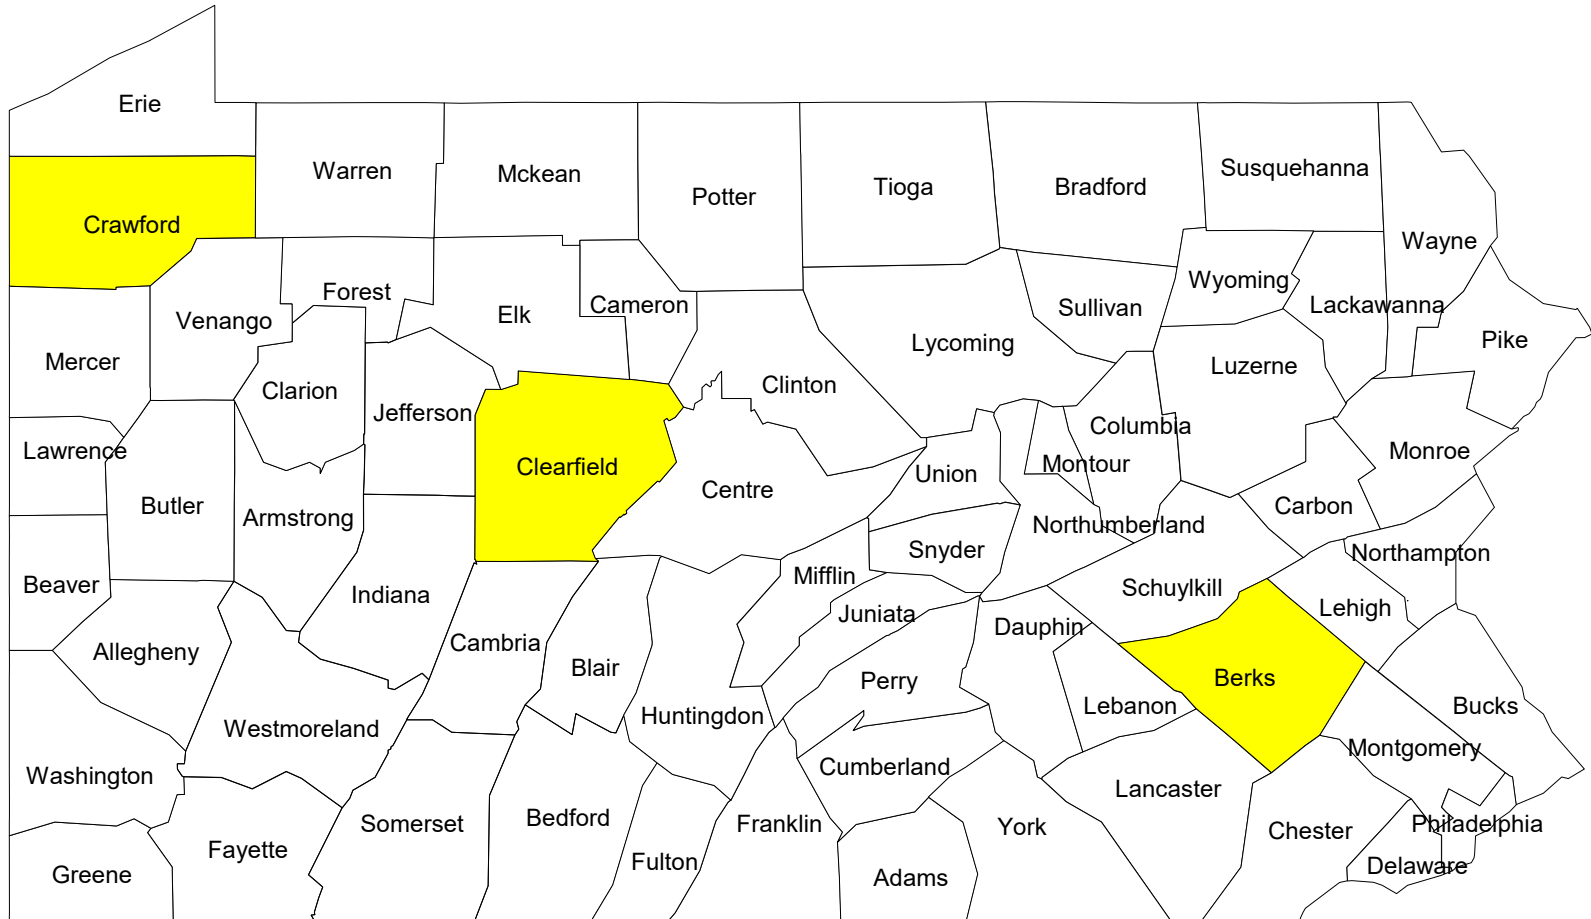 Erie
Warren
Mckean
Potter
Tioga
Bradford
Susquehanna
Wayne
Crawford
Forest
Elk
Cameron
Wyoming
Lackawanna
Sullivan
Venango
Mercer
Clarion
Jefferson
Clinton
Lycoming
Luzerne
Pike
Lawrence
Clearfield
Centre
Union
Montour
Columbia
Monroe
Butler
Armstrong
Northumberland
Carbon
Snyder
Northampton
Beaver
Indiana
Mifflin
Juniata
Schuylkill
Lehigh
Allegheny
Cambria
Blair
Dauphin
Perry
Berks
Westmoreland
Huntingdon
Lebanon
Bucks
Washington
Cumberland
Montgomery
Lancaster
Somerset
Bedford
Franklin
York
Chester
Philadelphia
Greene
Fayette
Fulton
Adams
Delaware